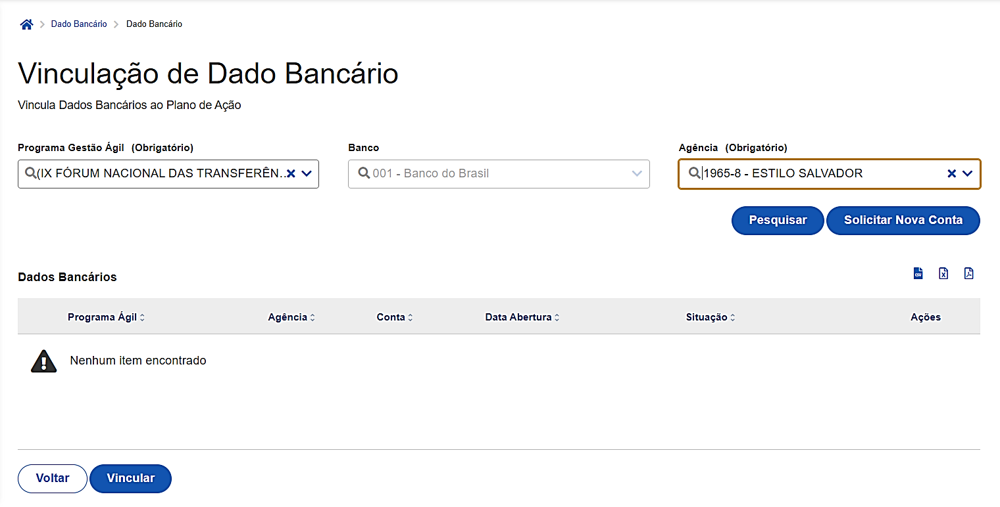 Dado Bancário Dado Bancário
Vinculação de Dado Bancário
Vincula Dados Bancários ao Plano de Ação
Programa Gestão Ágil (Obrigatório) Banco Agência (Obrigatório)
(IX FÓRUM NACIONAL DAS TRANSFERÊN... 001 - Banco do Brasil 1965-8 - ESTILO SALVADOR
Pesquisar Solicitar Nova Conta
Dados Bancários CSV X
Programa Ágil Agência Conta Data Abertura Situação Ações
Nenhum item encontrado
Voltar Vincular